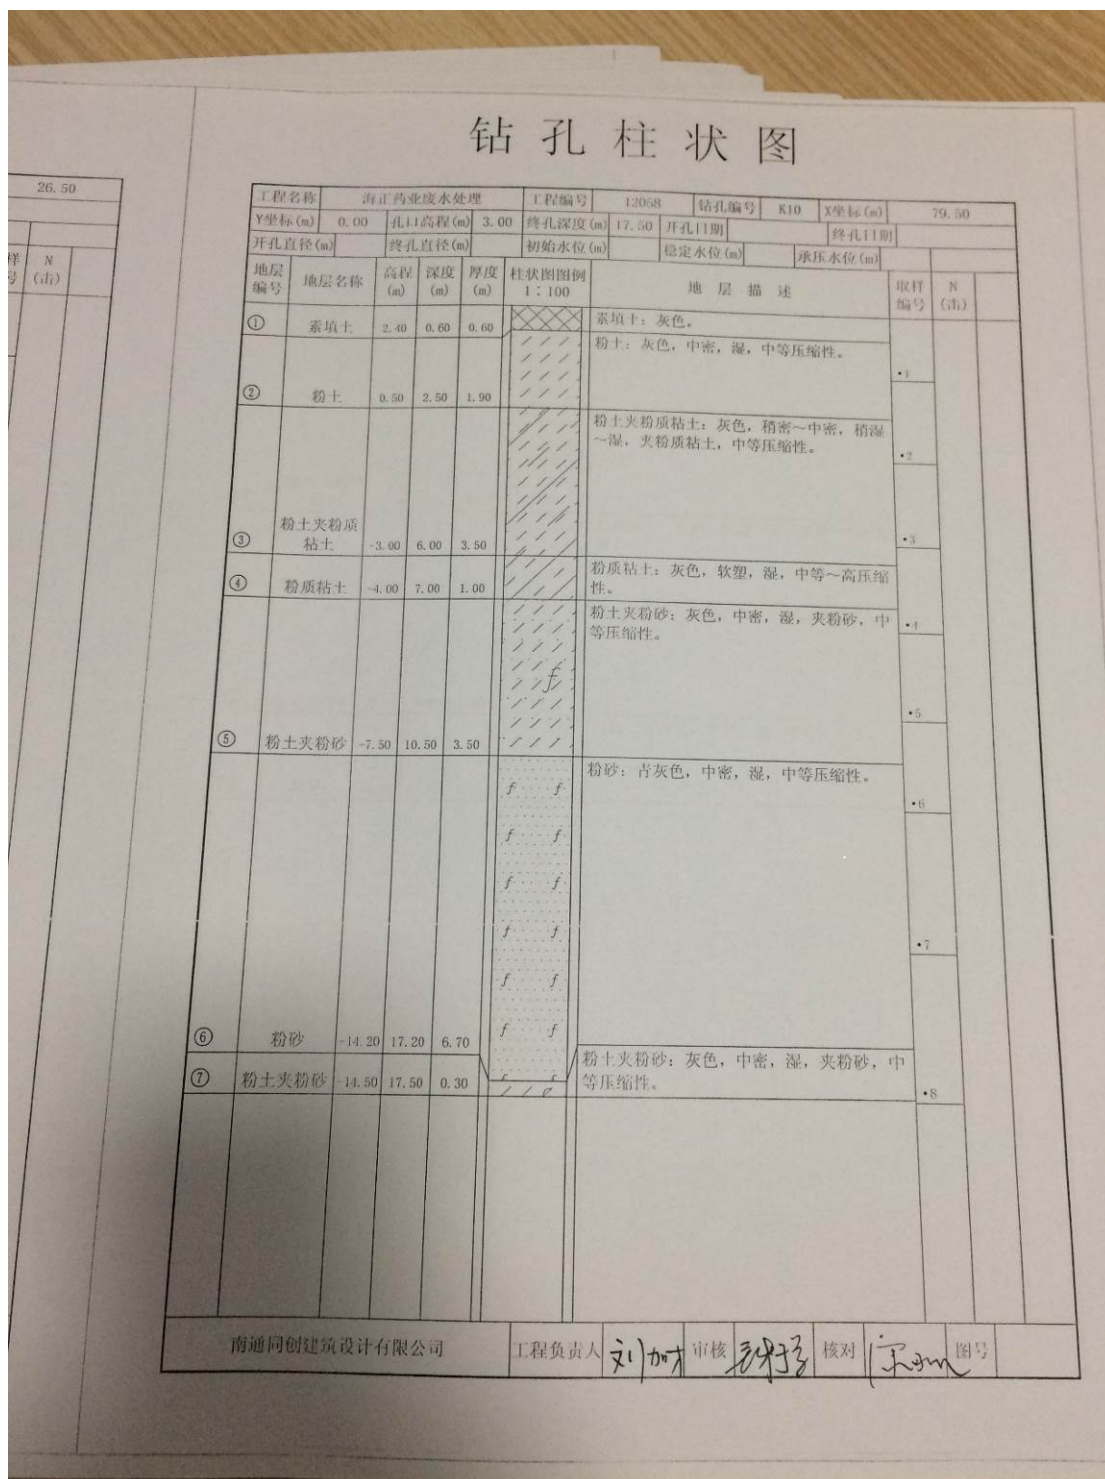 钻孔柱状图
26.50
样号 N(击)
工程名称 海正药业废水处理 工程编号 12058 钻孔编号 K10 X坐标(m) 79.50
Y坐标(m) 0.00 孔口高程(m) 3.00 终孔深度(m) 17.50 开孔日期 终孔日期
开孔直径(m) 终孔直径(m) 初始水位(m) 稳定水位(m) 承压水位(m)
地层编号 地层名称 高程(m) 深度(m) 厚度(m) 柱状图图例 1:100 地层描述 取样编号 N(击)
① 素填土 2.40 0.60 0.60 素填土：灰色。
粉土：灰色，中密，湿，中等压缩性。
•1
② 粉土 0.50 2.50 1.90
粉土夹粉质粘土：灰色，稍密～中密，稍湿
～湿，夹粉质粘土，中等压缩性。
•2
③ 粉土夹粉质粘土 -3.00 6.00 3.50
•3
粉质粘土：灰色，软塑，湿，中等～高压缩
性。
④ 粉质粘土 -4.00 7.00 1.00
粉土夹粉砂：灰色，中密，湿，夹粉砂，中
等压缩性。
•4
f
•5
⑤ 粉土夹粉砂 -7.50 10.50 3.50
粉砂：青灰色，中密，湿，中等压缩性。
f f
•6
f f
f f
f f
•7
f f
f f
⑥ 粉砂 -14.20 17.20 6.70
粉土夹粉砂：灰色，中密，湿，夹粉砂，中
等压缩性。
⑦ 粉土夹粉砂 -14.50 17.50 0.30
•8
南通同创建筑设计有限公司 工程负责人 审核 核对 图号